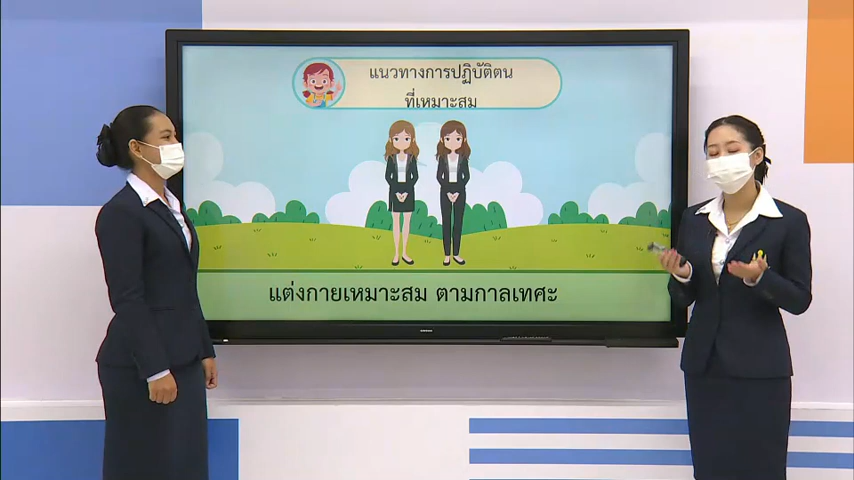 แนวทางการปฏิบัติตน
ที่เหมาะสม
แต่งกายเหมาะสม ตามกาลเทศะ